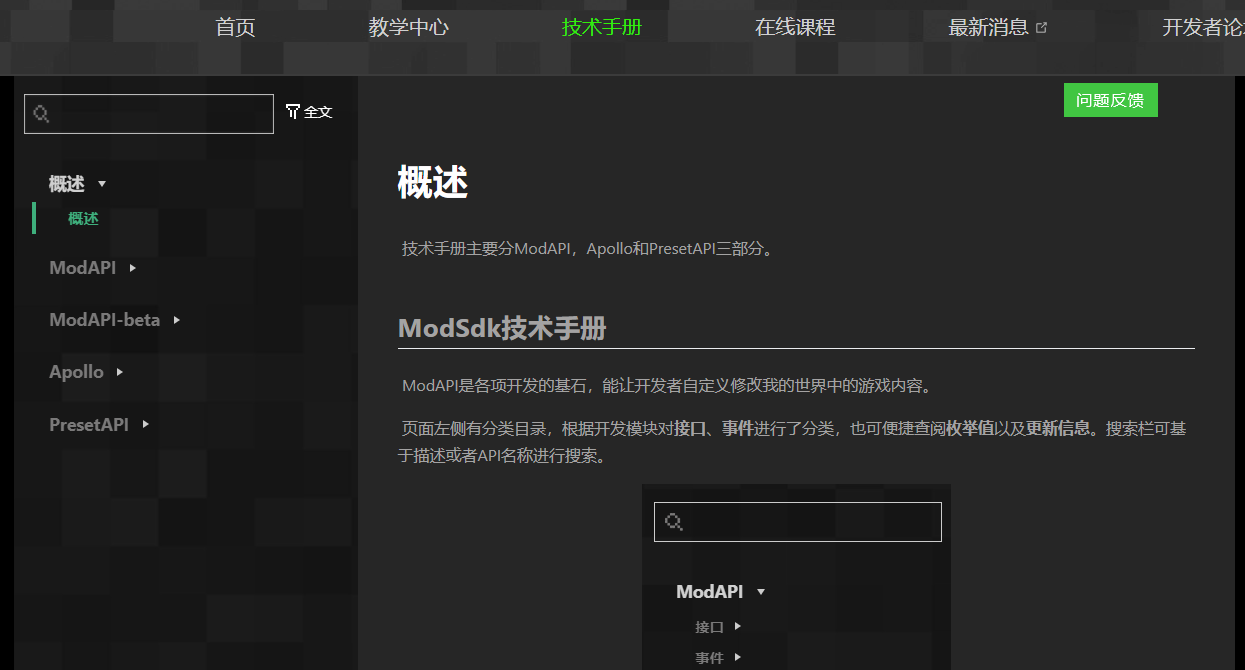 首页 教学中心 技术手册 在线课程 最新消息 开发者论
全文
问题反馈
概述
概述
ModAPI
ModAPI-beta
Apollo
PresetAPI
概述
技术手册主要分ModAPI，Apollo和PresetAPI三部分。
ModSdk技术手册
ModAPI是各项开发的基石，能让开发者自定义修改我的世界中的游戏内容。
页面左侧有分类目录，根据开发模块对接口、事件进行了分类，也可便捷查阅枚举值以及更新信息。搜索栏可基
于描述或者API名称进行搜索。
ModAPI
接口
事件